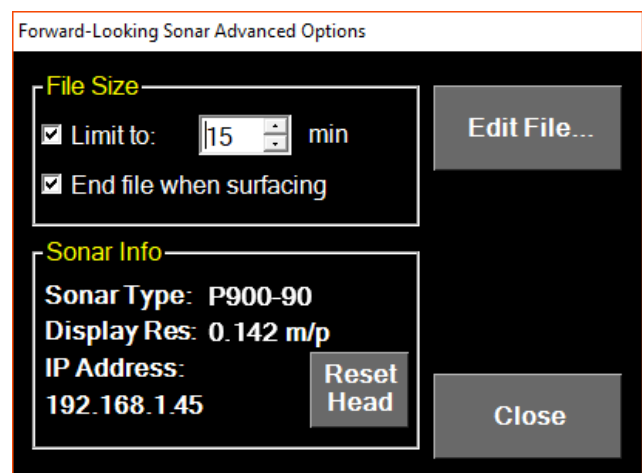 Forward-Looking Sonar Advanced Options
File Size
Limit to: 15 min
End file when surfacing
Edit File...
Sonar Info
Sonar Type: P900-90
Display Res: 0.142 m/p
IP Address:
192.168.1.45
Reset
Head
Close